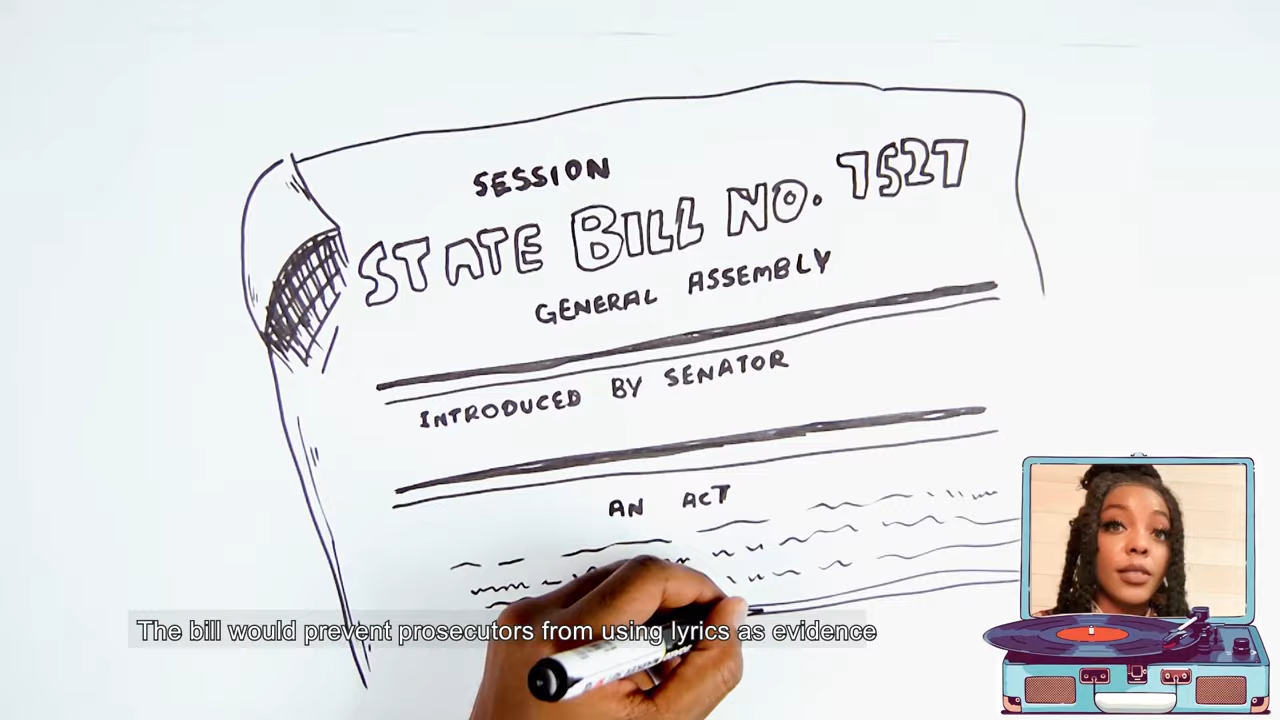 SESSION
STATE BILL NO. 7527
GENERAL ASSEMBLY
INTRODUCED BY SENATOR
AN ACT
The bill would prevent prosecutors from using lyrics as evidence